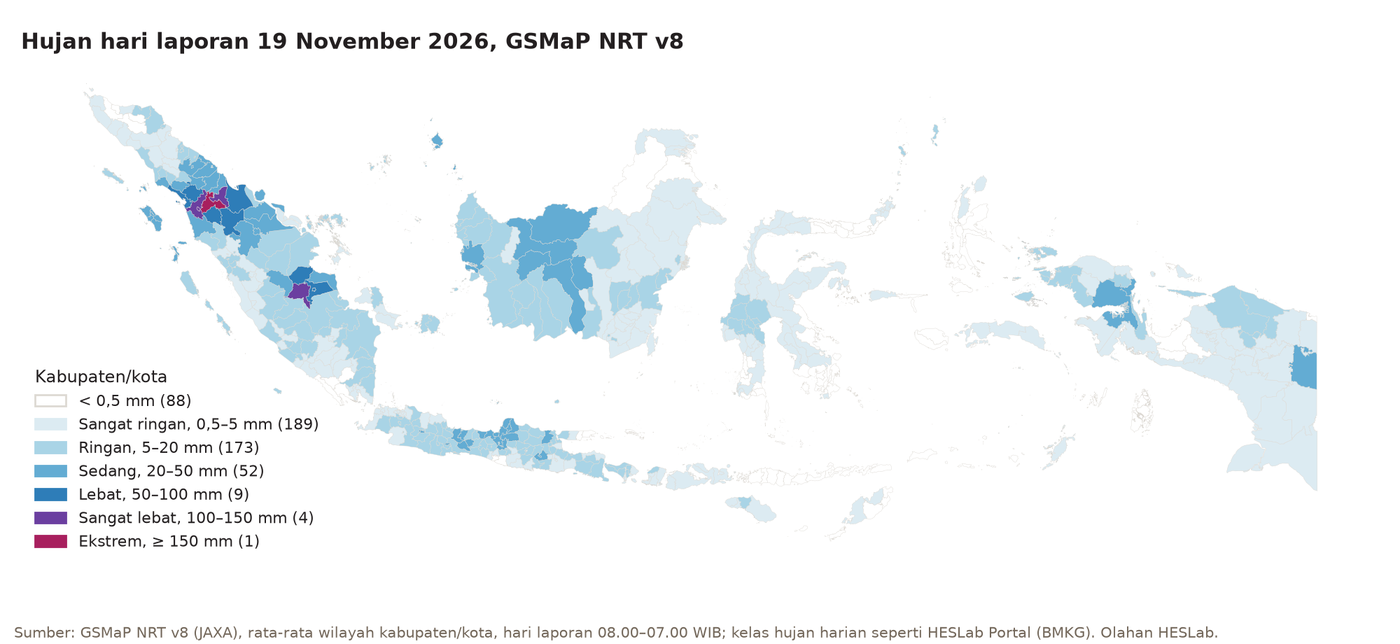 Hujan hari laporan 19 November 2026, GSMaP NRT v8
Kabupaten/kota
< 0,5 mm (88)
Sangat ringan, 0,5–5 mm (189)
Ringan, 5–20 mm (173)
Sedang, 20–50 mm (52)
Lebat, 50–100 mm (9)
Sangat lebat, 100–150 mm (4)
Ekstrem, ≥ 150 mm (1)
Sumber: GSMaP NRT v8 (JAXA), rata-rata wilayah kabupaten/kota, hari laporan 08.00–07.00 WIB; kelas hujan harian seperti HESLab Portal (BMKG). Olahan HESLab.